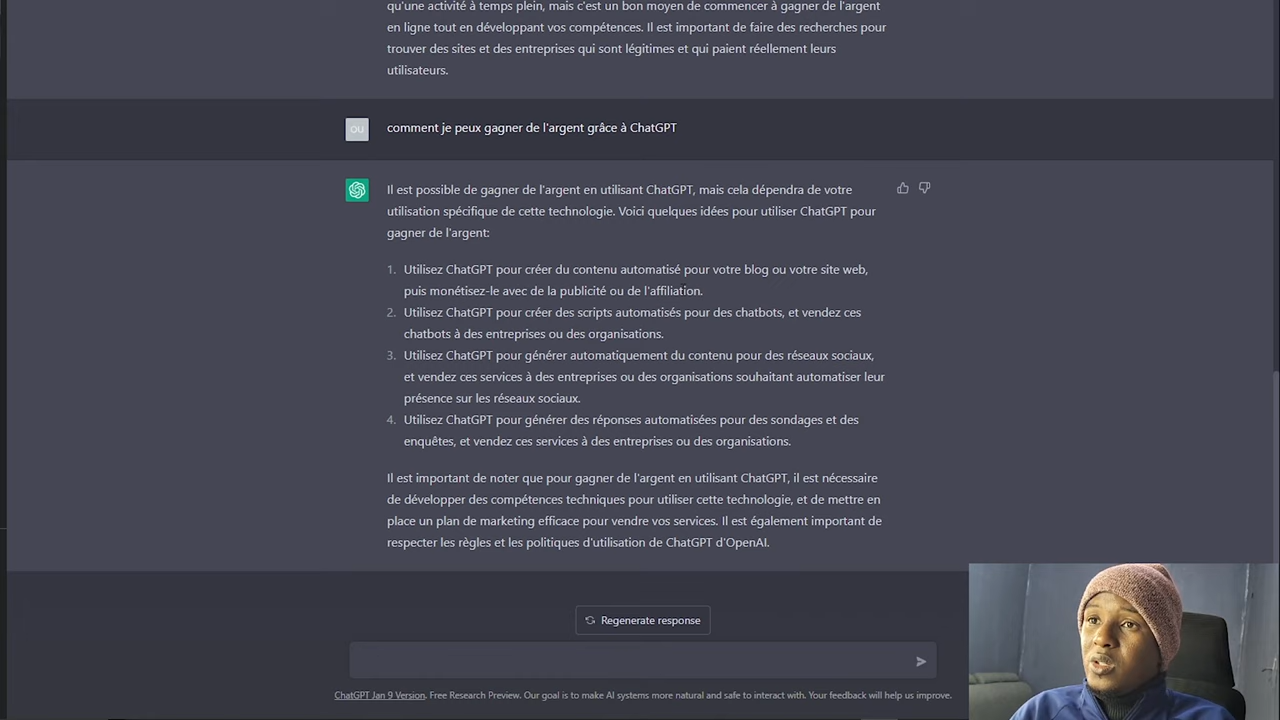 qu'une activité à temps plein, mais c'est un bon moyen de commencer à gagner de l'argent
en ligne tout en développant vos compétences. Il est important de faire des recherches pour
trouver des sites et des entreprises qui sont légitimes et qui paient réellement leurs
utilisateurs.
OU
comment je peux gagner de l'argent grâce à ChatGPT
Il est possible de gagner de l'argent en utilisant ChatGPT, mais cela dépendra de votre
utilisation spécifique de cette technologie. Voici quelques idées pour utiliser ChatGPT pour
gagner de l'argent:
1. Utilisez ChatGPT pour créer du contenu automatisé pour votre blog ou votre site web,
puis monétisez-le avec de la publicité ou de l'affiliation.
2. Utilisez ChatGPT pour créer des scripts automatisés pour des chatbots, et vendez ces
chatbots à des entreprises ou des organisations.
3. Utilisez ChatGPT pour générer automatiquement du contenu pour des réseaux sociaux,
et vendez ces services à des entreprises ou des organisations souhaitant automatiser leur
présence sur les réseaux sociaux.
4. Utilisez ChatGPT pour générer des réponses automatisées pour des sondages et des
enquêtes, et vendez ces services à des entreprises ou des organisations.
Il est important de noter que pour gagner de l'argent en utilisant ChatGPT, il est nécessaire
de développer des compétences techniques pour utiliser cette technologie, et de mettre en
place un plan de marketing efficace pour vendre vos services. Il est également important de
respecter les règles et les politiques d'utilisation de ChatGPT d'OpenAI.
Regenerate response
ChatGPT Jan 9 Version. Free Research Preview. Our goal is to make AI systems more natural and safe to interact with. Your feedback will help us improve.